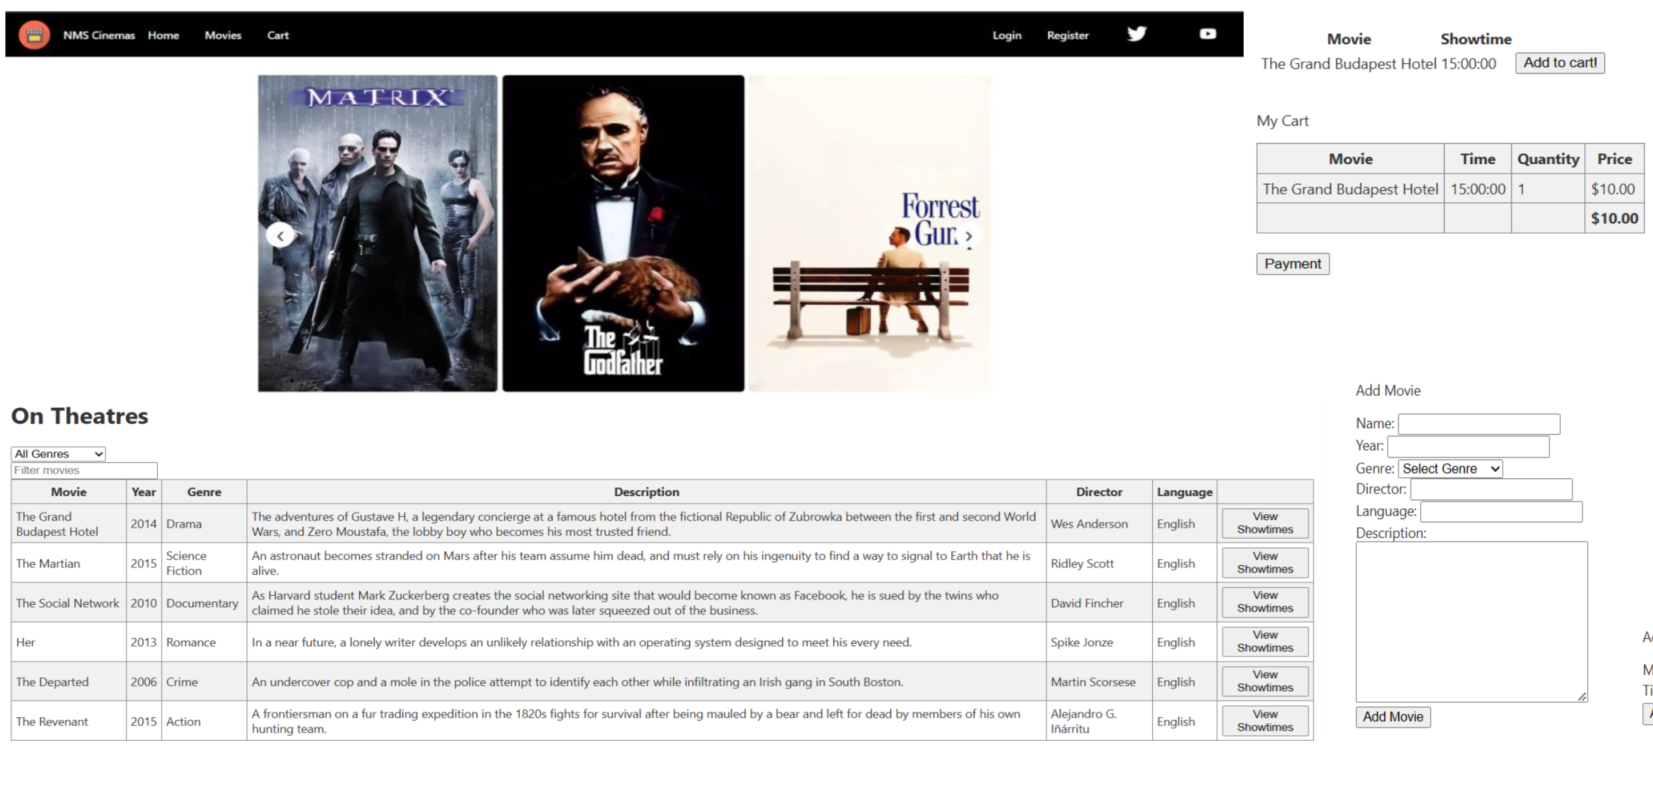 NMS Cinemas Home Movies Cart Login Register
MATRIX
The
Godfather
Forrest
On Theatres
All Genres
Filter movies
Movie Year Genre Description Director Language
The Grand Budapest Hotel 2014 Drama The adventures of Gustave H, a legendary concierge at a famous hotel from the fictional Republic of Zubrowka between the first and second World Wars, and Zero Moustafa, the lobby boy who becomes his most trusted friend. Wes Anderson English View Showtimes
The Martian 2015 Science Fiction An astronaut becomes stranded on Mars after his team assume him dead, and must rely on his ingenuity to find a way to signal to Earth that he is alive. Ridley Scott English View Showtimes
The Social Network 2010 Documentary As Harvard student Mark Zuckerberg creates the social networking site that would become known as Facebook, he is sued by the twins who claimed he stole their idea, and by the co-founder who was later squeezed out of the business. David Fincher English View Showtimes
Her 2013 Romance In a near future, a lonely writer develops an unlikely relationship with an operating system designed to meet his every need. Spike Jonze English View Showtimes
The Departed 2006 Crime An undercover cop and a mole in the police attempt to identify each other while infiltrating an Irish gang in South Boston. Martin Scorsese English View Showtimes
The Revenant 2015 Action A frontiersman on a fur trading expedition in the 1820s fights for survival after being mauled by a bear and left for dead by members of his own hunting team. Alejandro G. Iñárritu English View Showtimes
Movie Showtime
The Grand Budapest Hotel 15:00:00 Add to cart!
My Cart
Movie Time Quantity Price
The Grand Budapest Hotel 15:00:00 1 $10.00
$10.00
Payment
Add Movie
Name:
Year:
Genre: Select Genre
Director:
Language:
Description:
Add Movie